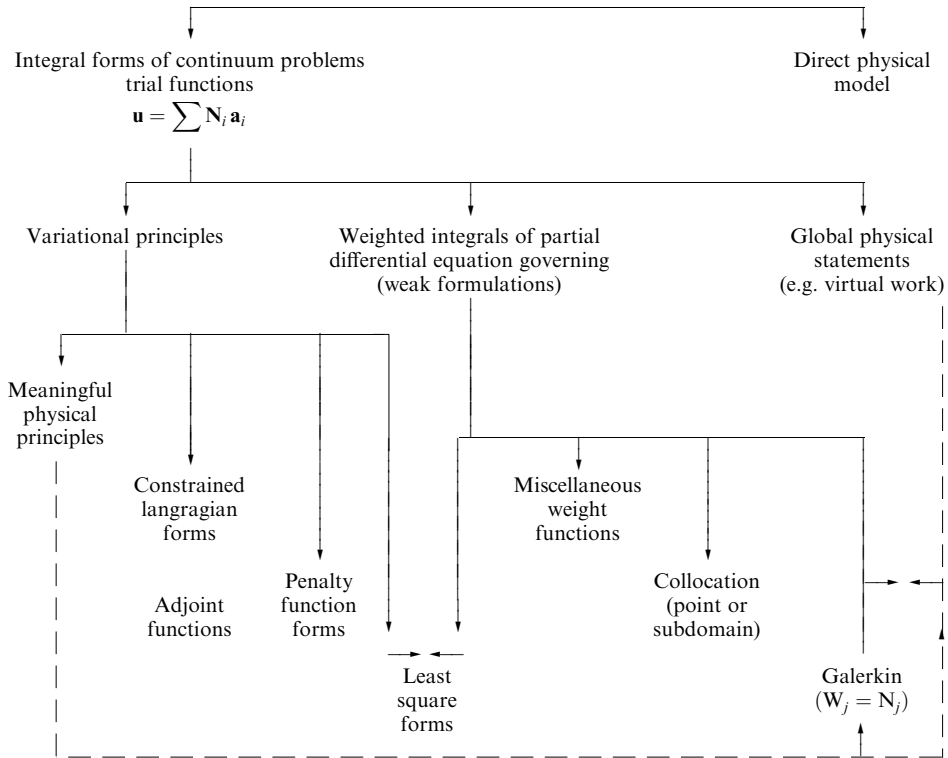 Integral forms of continuum problems
trial functions
u = ∑ N_i a_i
Direct physical
model
Variational principles
Weighted integrals of partial
differential equation governing
(weak formulations)
Global physical
statements
(e.g. virtual work)
Meaningful
physical
principles
Constrained
langragian
forms
Miscellaneous
weight
functions
Adjoint
functions
Penalty
function
forms
Collocation
(point or
subdomain)
Least
square
forms
Galerkin
(W_j = N_j)